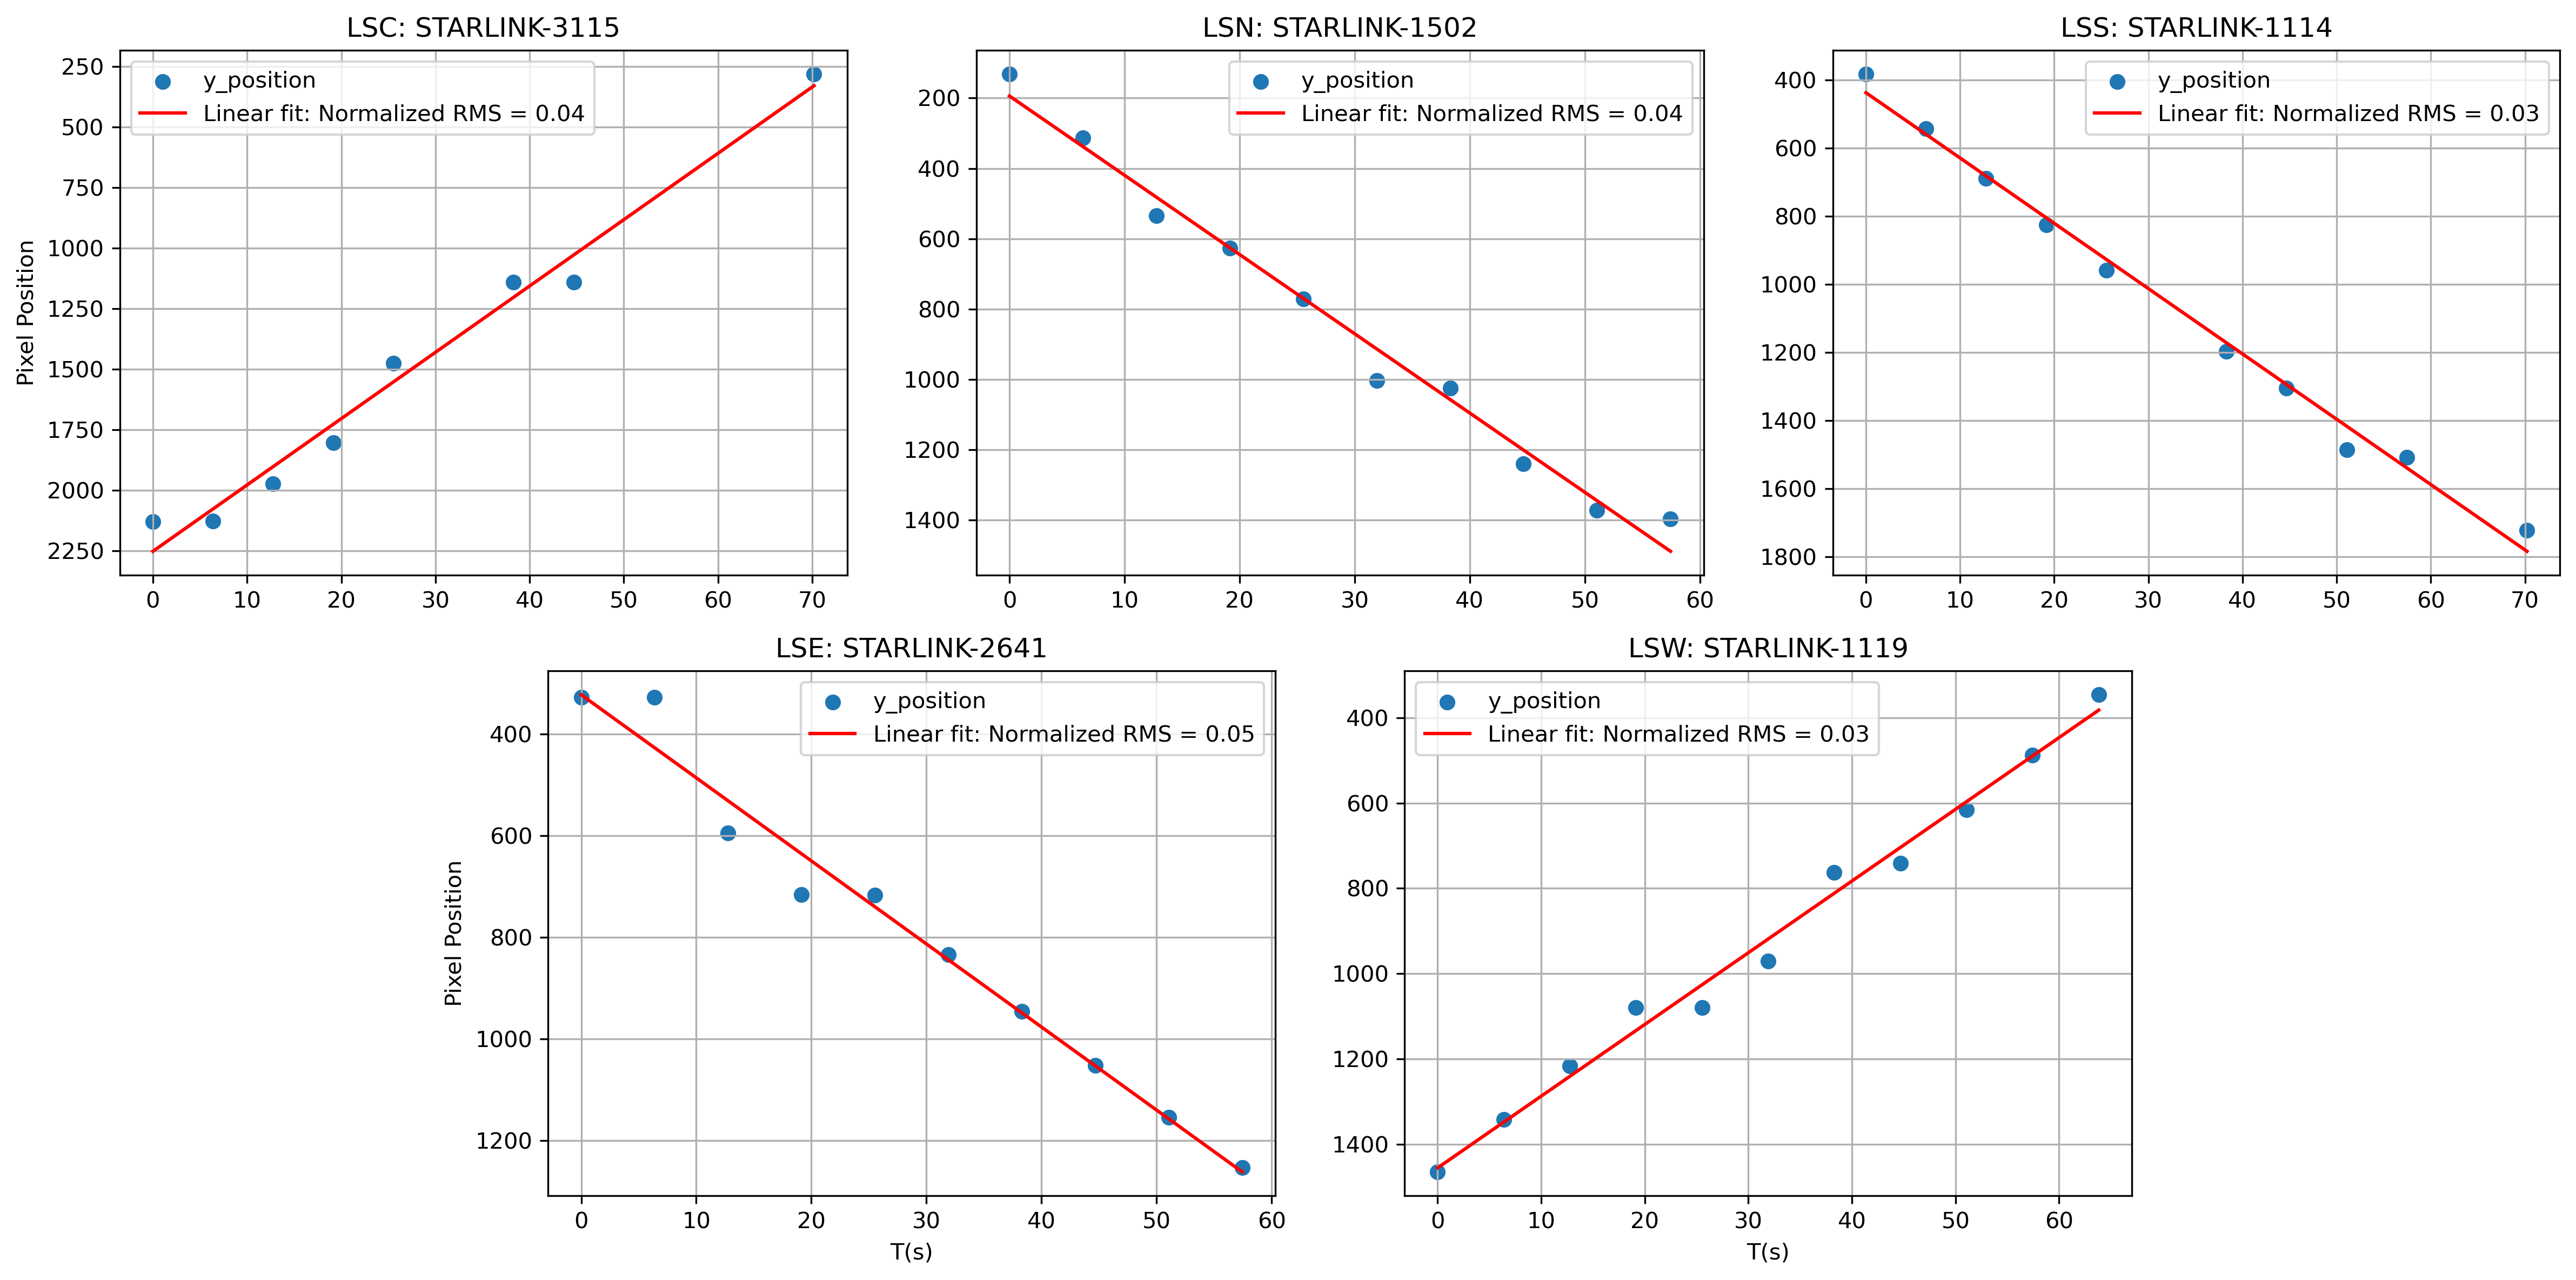 LSC: STARLINK-3115
y_position
Linear fit: Normalized RMS = 0.04
Pixel Position
250
500
750
1000
1250
1500
1750
2000
2250
0 10 20 30 40 50 60 70
LSN: STARLINK-1502
y_position
Linear fit: Normalized RMS = 0.04
200
400
600
800
1000
1200
1400
0 10 20 30 40 50 60
LSS: STARLINK-1114
y_position
Linear fit: Normalized RMS = 0.03
400
600
800
1000
1200
1400
1600
1800
0 10 20 30 40 50 60 70
LSE: STARLINK-2641
y_position
Linear fit: Normalized RMS = 0.05
Pixel Position
400
600
800
1000
1200
0 10 20 30 40 50 60
T(s)
LSW: STARLINK-1119
y_position
Linear fit: Normalized RMS = 0.03
400
600
800
1000
1200
1400
0 10 20 30 40 50 60
T(s)